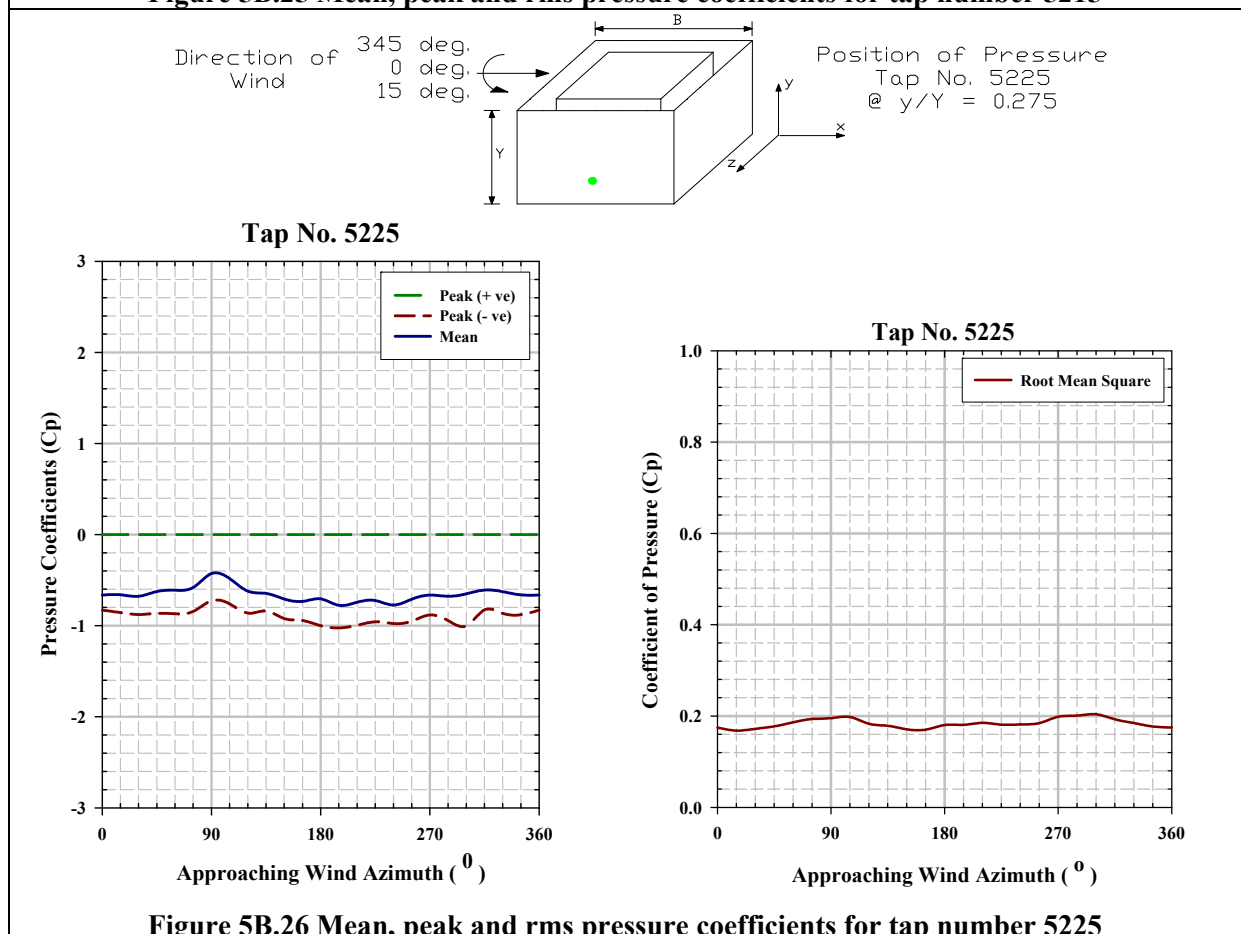 Figure 5B.25 Mean, peak and rms pressure coefficients for tap number 5215
Direction of
Wind
345 deg.
0 deg.
15 deg.
B
Y
y
x
z
Position of Pressure
Tap No. 5225
@ y/Y = 0.275
Tap No. 5225
Peak (+ ve)
Peak (- ve)
Mean
Pressure Coefficients (Cp)
3
2
1
0
-1
-2
-3
0 90 180 270 360
Approaching Wind Azimuth ( 0 )
Tap No. 5225
Root Mean Square
Coefficient of Pressure (Cp)
1.0
0.8
0.6
0.4
0.2
0.0
0 90 180 270 360
Approaching Wind Azimuth ( o )
Figure 5B.26 Mean, peak and rms pressure coefficients for tap number 5225